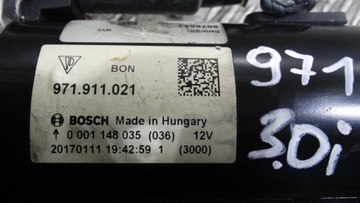 BON
971.911.021
BOSCH Made in Hungary
0 001 148 035 (036) 12V
20170111 19:42:59 1 (3000)
971
3.0i